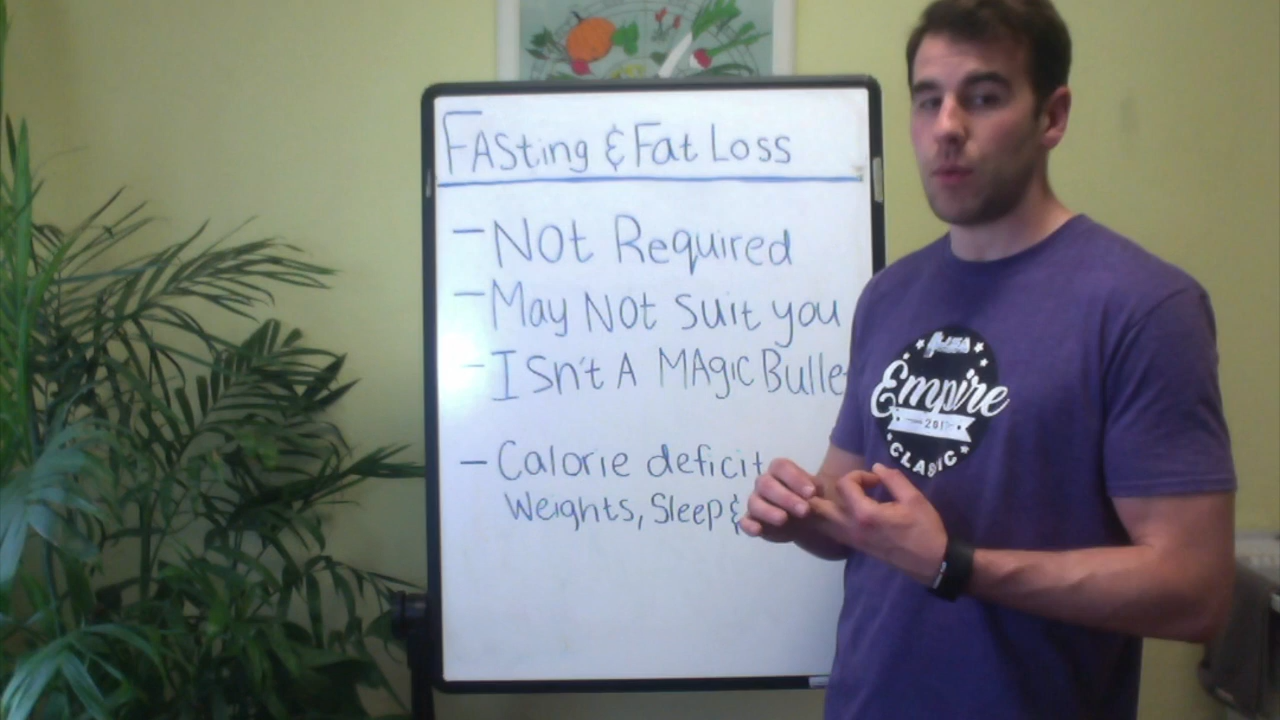 FASting & Fat Loss
- NOt Required
- May NOt suit you
- ISn't A MAgic Bulle
- Calorie deficit
Weights, Sleep &
Empire
CLASSIC